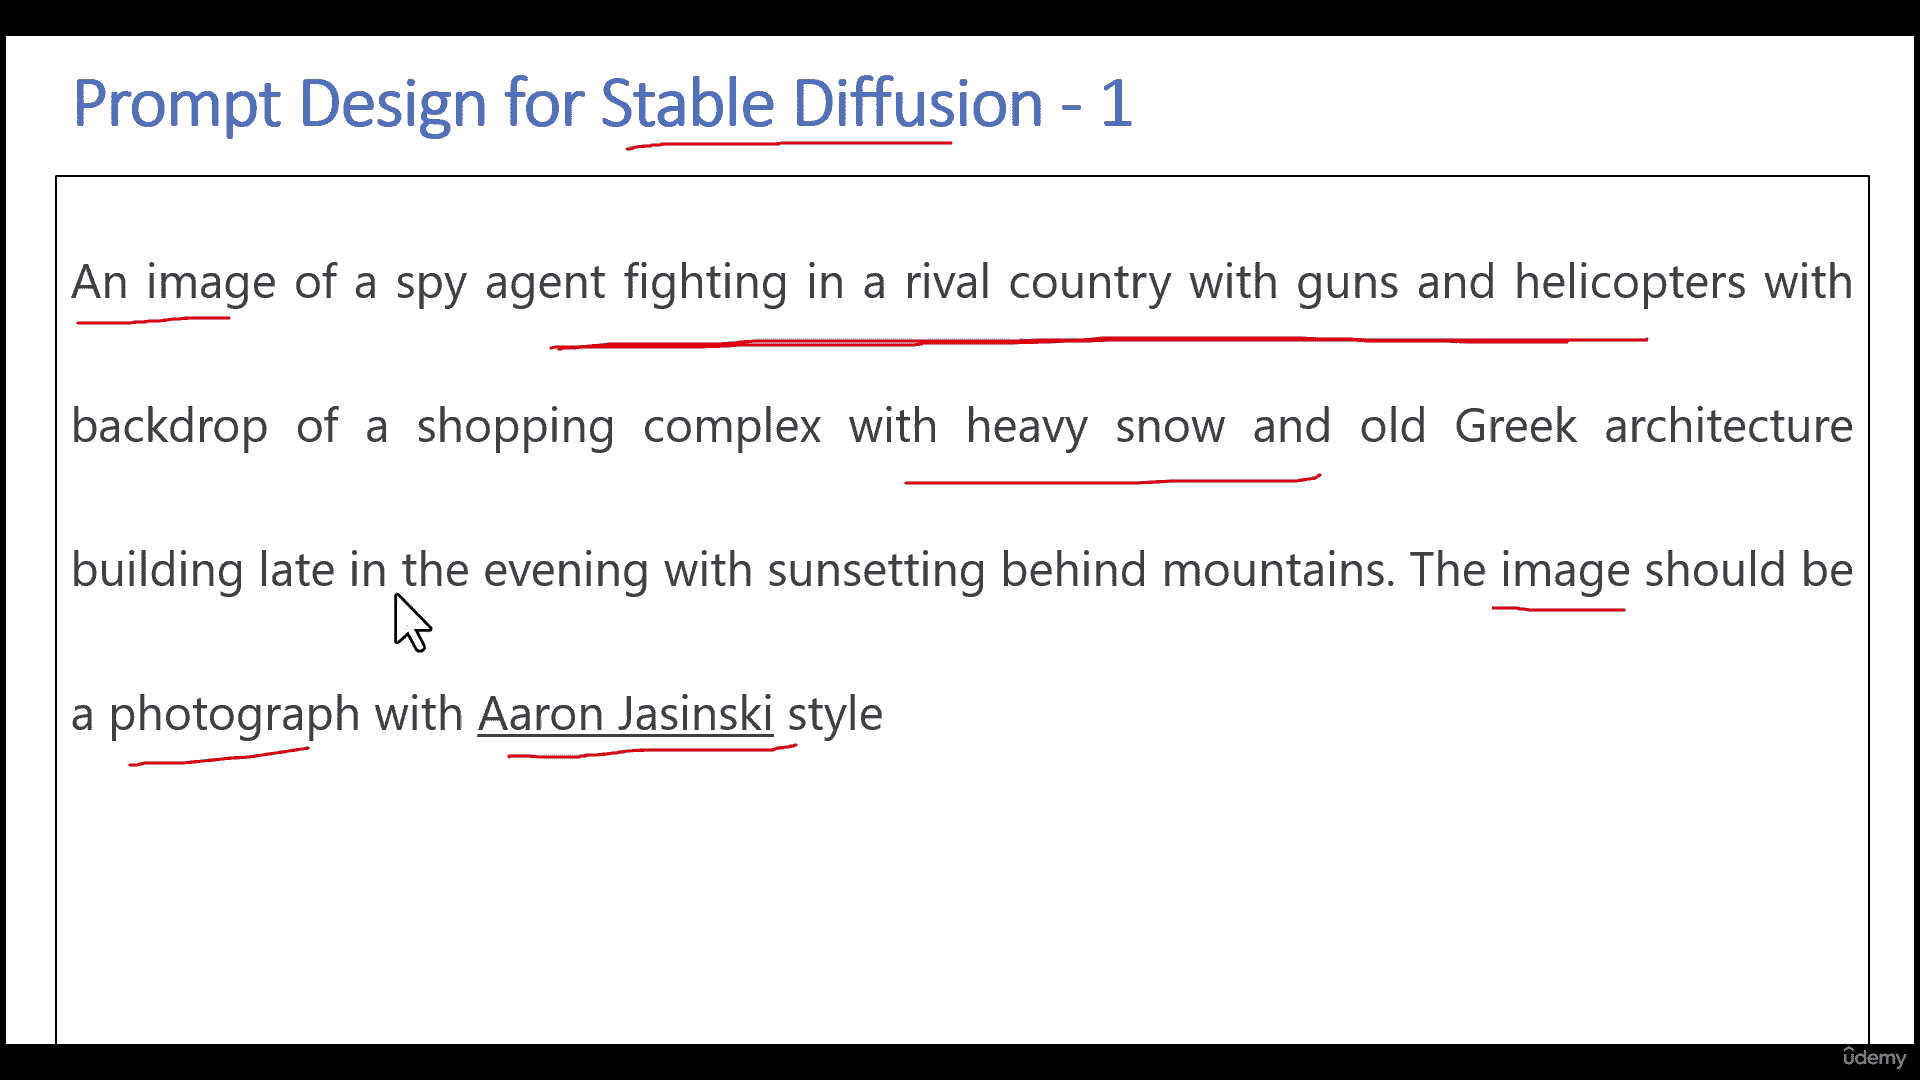 Prompt Design for Stable Diffusion - 1
An image of a spy agent fighting in a rival country with guns and helicopters with
backdrop of a shopping complex with heavy snow and old Greek architecture
building late in the evening with sunsetting behind mountains. The image should be
a photograph with Aaron Jasinski style
ûdemy